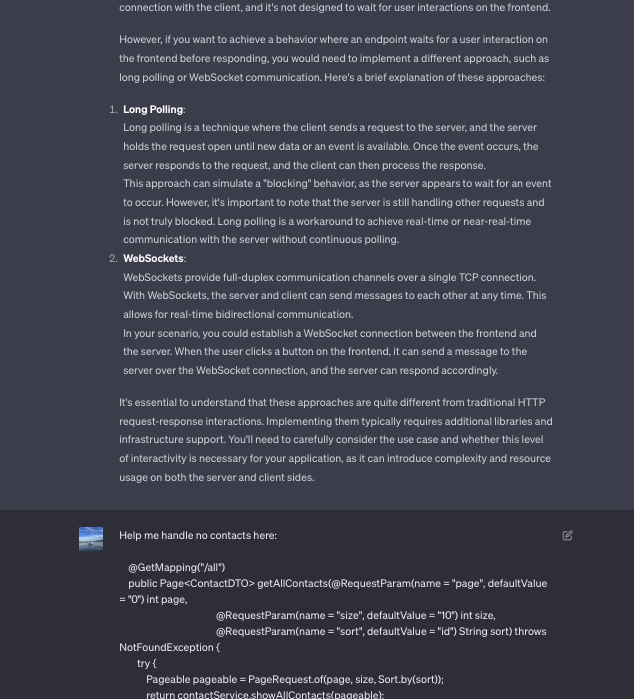 connection with the client, and it's not designed to wait for user interactions on the frontend.
However, if you want to achieve a behavior where an endpoint waits for a user interaction on
the frontend before responding, you would need to implement a different approach, such as
long polling or WebSocket communication. Here's a brief explanation of these approaches:
1. Long Polling:
Long polling is a technique where the client sends a request to the server, and the server
holds the request open until new data or an event is available. Once the event occurs, the
server responds to the request, and the client can then process the response.
This approach can simulate a "blocking" behavior, as the server appears to wait for an event
to occur. However, it's important to note that the server is still handling other requests and
is not truly blocked. Long polling is a workaround to achieve real-time or near-real-time
communication with the server without continuous polling.
2. WebSockets:
WebSockets provide full-duplex communication channels over a single TCP connection.
With WebSockets, the server and client can send messages to each other at any time. This
allows for real-time bidirectional communication.
In your scenario, you could establish a WebSocket connection between the frontend and
the server. When the user clicks a button on the frontend, it can send a message to the
server over the WebSocket connection, and the server can respond accordingly.
It's essential to understand that these approaches are quite different from traditional HTTP
request-response interactions. Implementing them typically requires additional libraries and
infrastructure support. You'll need to carefully consider the use case and whether this level
of interactivity is necessary for your application, as it can introduce complexity and resource
usage on both the server and client sides.
Help me handle no contacts here:
@GetMapping("/all")
public Page<ContactDTO> getAllContacts(@RequestParam(name = "page", defaultValue
= "0") int page,
@RequestParam(name = "size", defaultValue = "10") int size,
@RequestParam(name = "sort", defaultValue = "id") String sort) throws
NotFoundException {
try {
Pageable pageable = PageRequest.of(page, size, Sort.by(sort));
return contactService.showAllContacts(pageable);